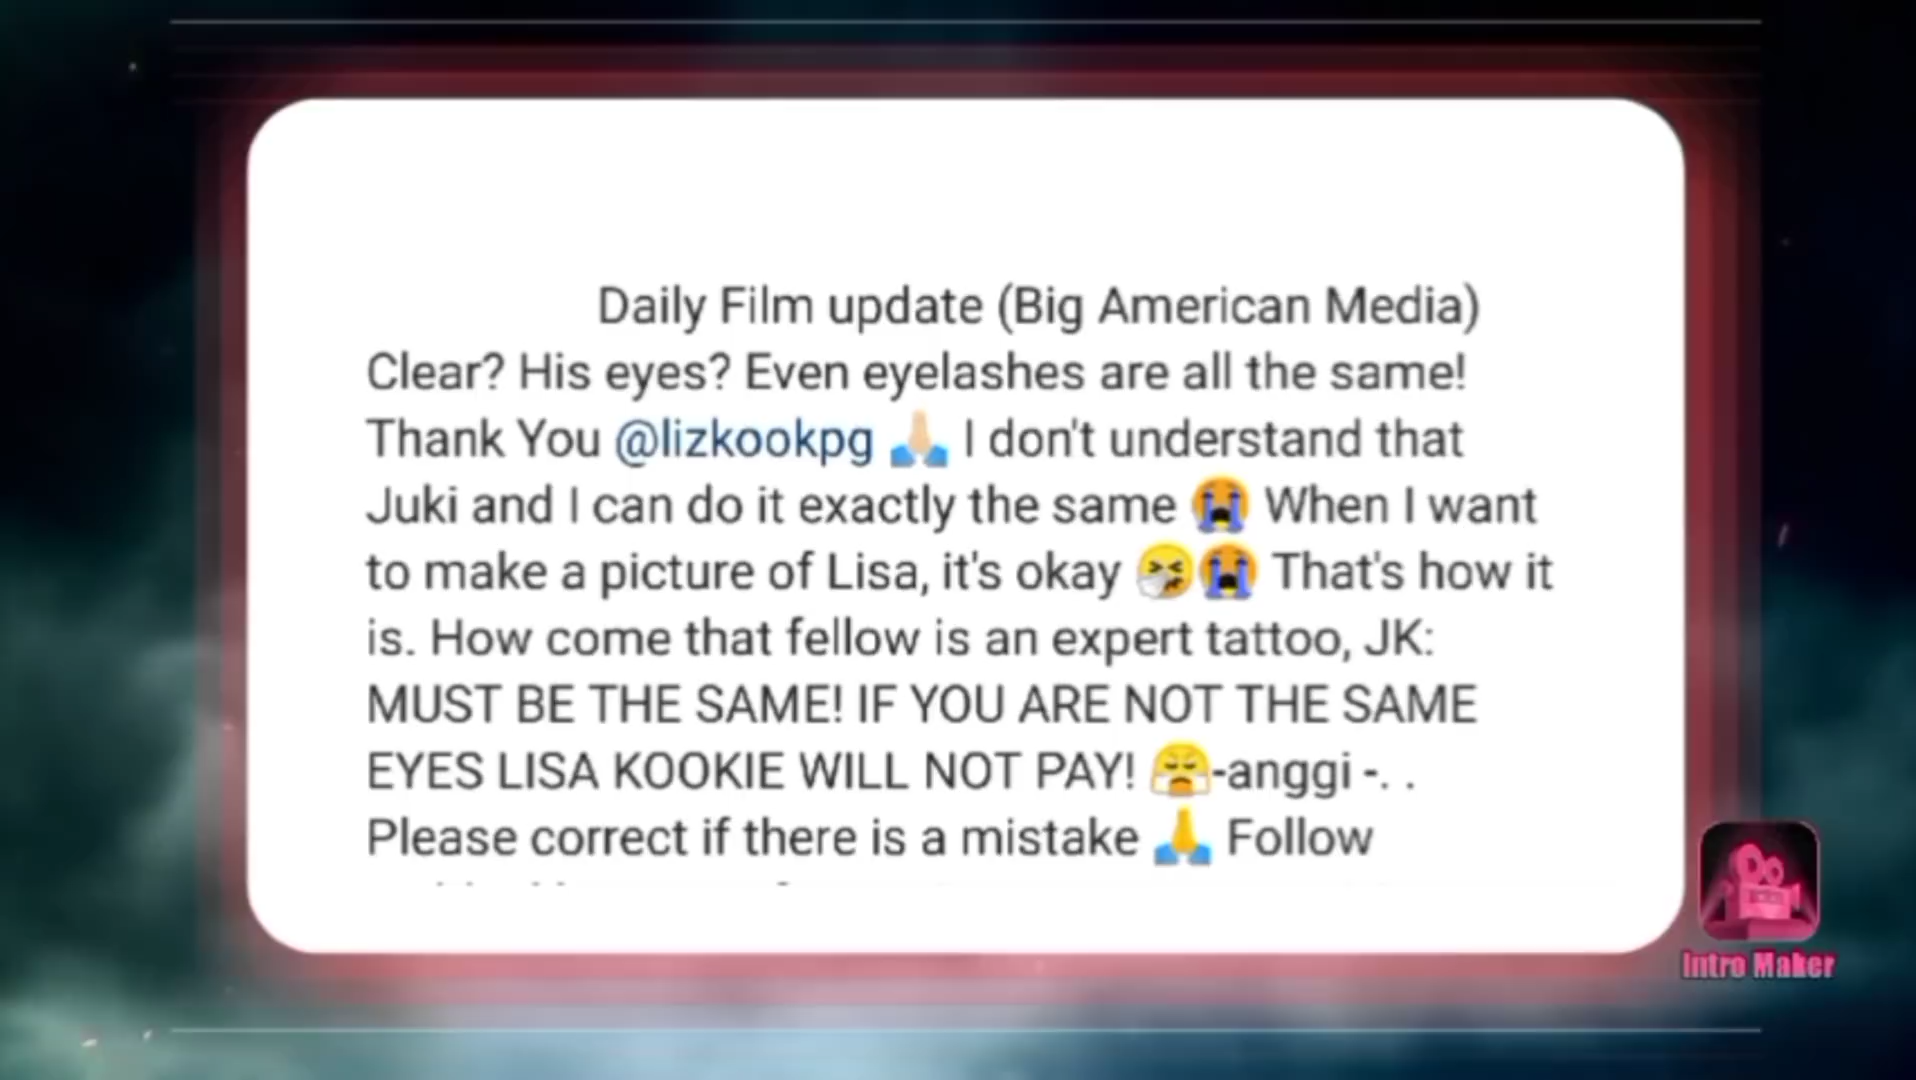 Daily Film update (Big American Media)
Clear? His eyes? Even eyelashes are all the same!
Thank You @lizkookpg 🙏🏻 I don't understand that
Juki and I can do it exactly the same 😭 When I want
to make a picture of Lisa, it's okay 🤧😭 That's how it
is. How come that fellow is an expert tattoo, JK:
MUST BE THE SAME! IF YOU ARE NOT THE SAME
EYES LISA KOOKIE WILL NOT PAY! 😤-anggi -. .
Please correct if there is a mistake 🙏 Follow
Intro Maker